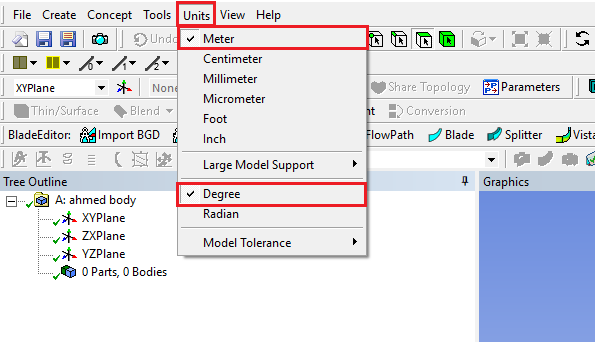 File Create Concept Tools Units View Help
Undo
Meter
Centimeter
Millimeter
Micrometer
Foot
Inch
Large Model Support
Degree
Radian
Model Tolerance
XYPlane
None
Share Topology Parameters
Thin/Surface Blend
Conversion
BladeEditor: Import BGD
FlowPath Blade Splitter Vista
Tree Outline
Graphics
A: ahmed body
XYPlane
ZXPlane
YZPlane
0 Parts, 0 Bodies